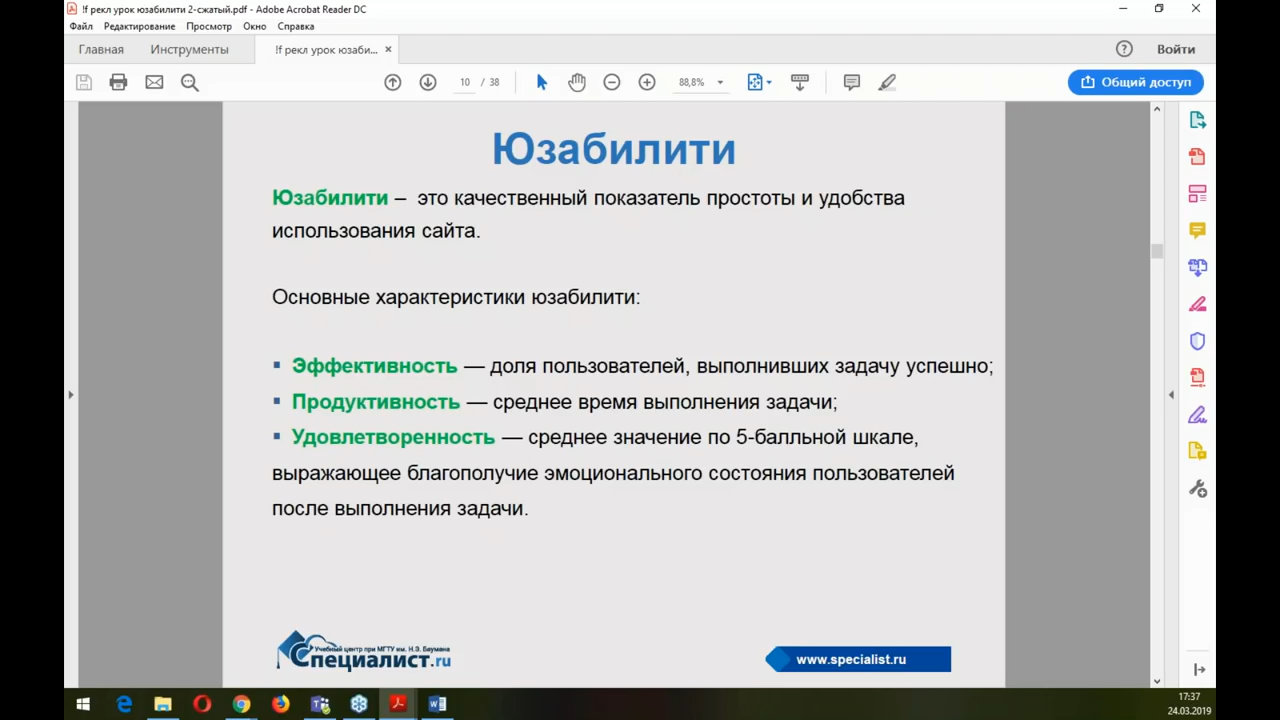 !f рекл урок юзабилити 2-сжатый.pdf - Adobe Acrobat Reader DC
Файл Редактирование Просмотр Окно Справка
Главная Инструменты !f рекл урок юзаби... × Войти
10 / 38 88,8% Общий доступ
Юзабилити
Юзабилити – это качественный показатель простоты и удобства
использования сайта.
Основные характеристики юзабилити:
▪ Эффективность — доля пользователей, выполнивших задачу успешно;
▪ Продуктивность — среднее время выполнения задачи;
▪ Удовлетворенность — среднее значение по 5-балльной шкале,
выражающее благополучие эмоционального состояния пользователей
после выполнения задачи.
Учебный центр при МГТУ им. Н.Э. Баумана
Специалист.ru
www.specialist.ru
17:37
24.03.2019